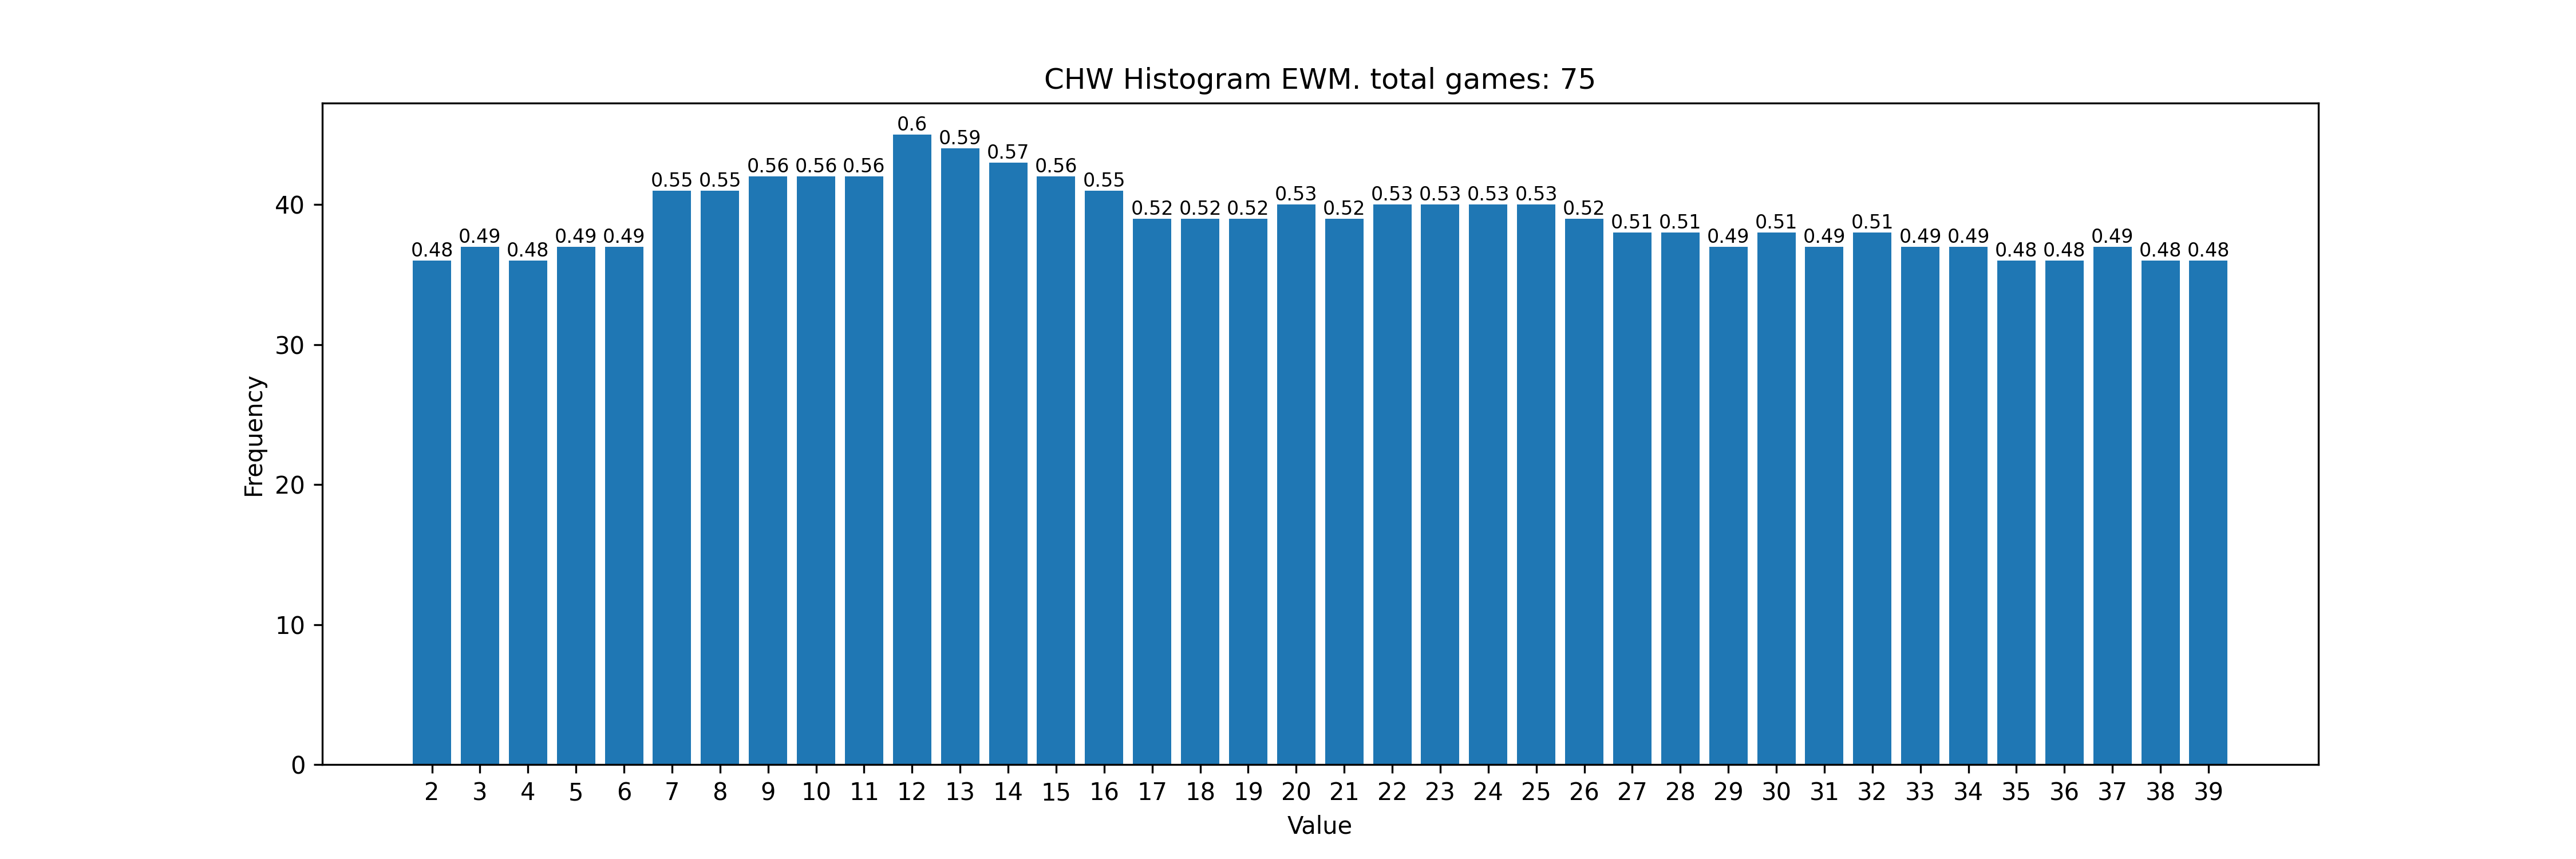 CHW Histogram EWM. total games: 75
0.48 0.49 0.48 0.49 0.49 0.55 0.55 0.56 0.56 0.56 0.6 0.59 0.57 0.56 0.55 0.52 0.52 0.52 0.53 0.52 0.53 0.53 0.53 0.53 0.52 0.51 0.51 0.49 0.51 0.49 0.51 0.49 0.49 0.48 0.48 0.49 0.48 0.48
40
30
20
10
0
Frequency
2 3 4 5 6 7 8 9 10 11 12 13 14 15 16 17 18 19 20 21 22 23 24 25 26 27 28 29 30 31 32 33 34 35 36 37 38 39
Value